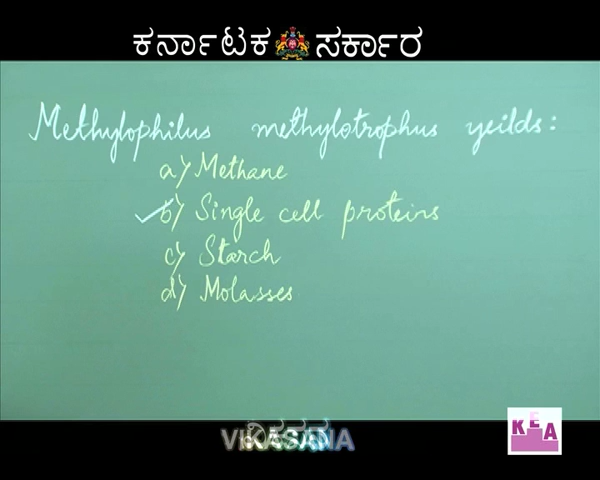 ಕರ್ನಾಟಕ ಸರ್ಕಾರ
Methylophilus methylotrophus yeilds:
a) Methane
b) Single cell proteins
c) Starch
d) Molasses
VIKASANA
KEA